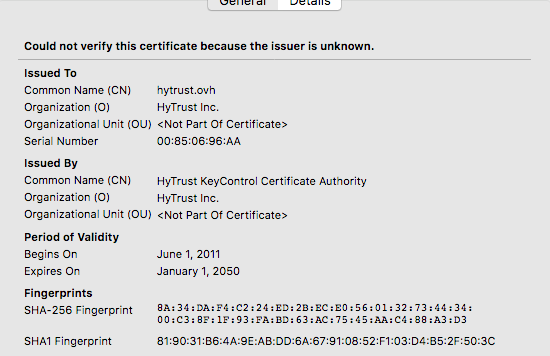 General Details
Could not verify this certificate because the issuer is unknown.
Issued To
Common Name (CN) hytrust.ovh
Organization (O) HyTrust Inc.
Organizational Unit (OU) <Not Part Of Certificate>
Serial Number 00:85:06:96:AA
Issued By
Common Name (CN) HyTrust KeyControl Certificate Authority
Organization (O) HyTrust Inc.
Organizational Unit (OU) <Not Part Of Certificate>
Period of Validity
Begins On June 1, 2011
Expires On January 1, 2050
Fingerprints
SHA-256 Fingerprint 8A:34:DA:F4:C2:24:ED:2B:EC:E0:56:01:32:73:44:34:
00:C3:8F:1F:93:FA:BD:63:AC:75:45:AA:C4:88:A3:D3
SHA1 Fingerprint 81:90:31:B6:4A:9E:AB:DD:6A:67:91:08:52:F1:03:D4:B5:2F:50:3C